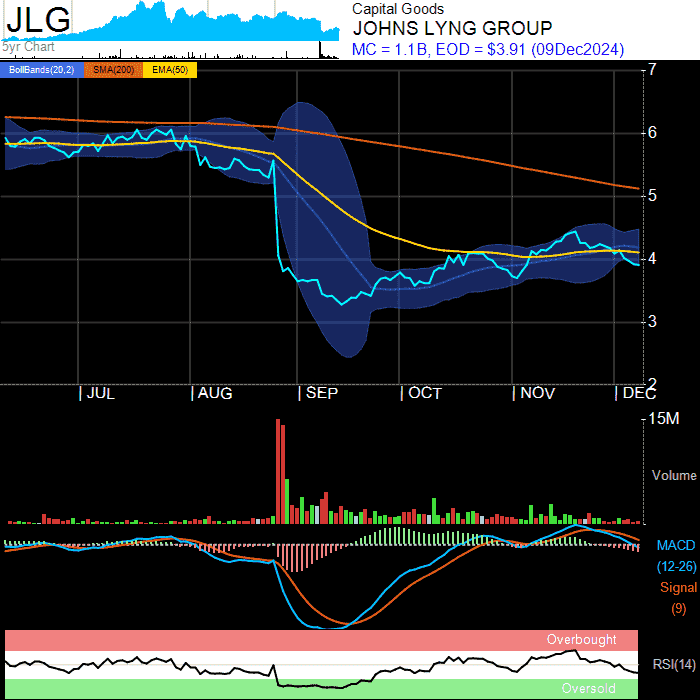 JLG
5yr Chart
Capital Goods
JOHNS LYNG GROUP
MC = 1.1B, EOD = $3.91 (09Dec2024)
BollBands(20,2) SMA(200) EMA(50)
7
6
5
4
3
2
JUL AUG SEP OCT NOV DEC
15M
Volume
MACD
(12-26)
Signal
(9)
Overbought
RSI(14)
Oversold